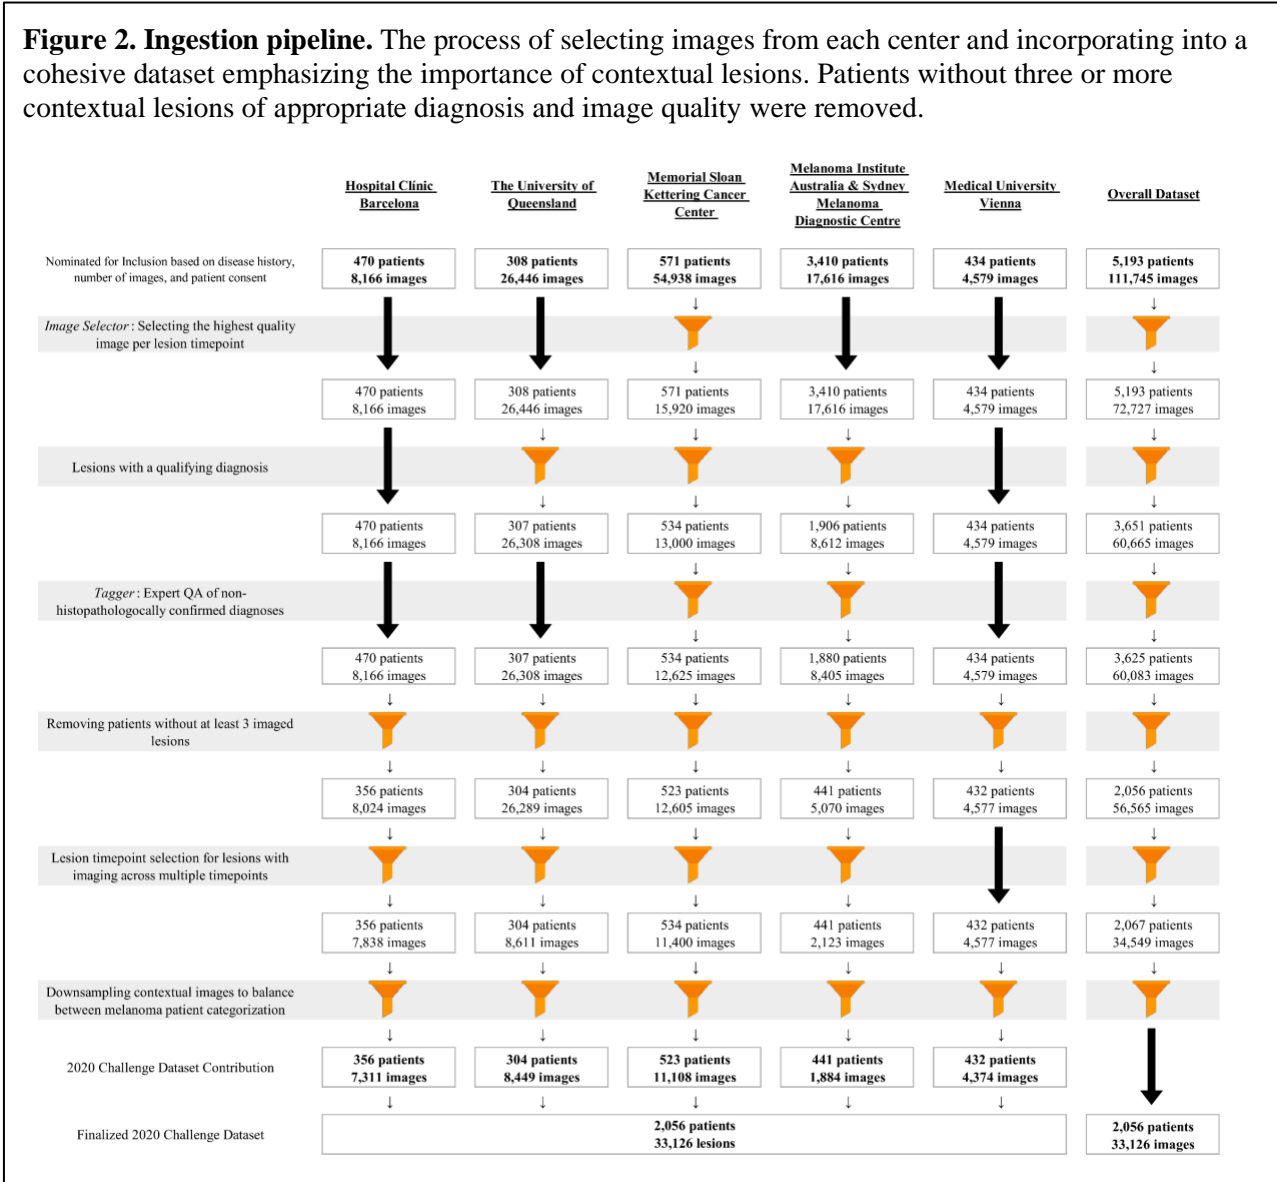 Figure 2. Ingestion pipeline. The process of selecting images from each center and incorporating into a
cohesive dataset emphasizing the importance of contextual lesions. Patients without three or more
contextual lesions of appropriate diagnosis and image quality were removed.
Hospital Clínic
Barcelona
The University of
Queensland
Memorial Sloan
Kettering Cancer
Center
Melanoma Institute
Australia & Sydney
Melanoma
Diagnostic Centre
Medical University
Vienna
Overall Dataset
Nominated for Inclusion based on disease history,
number of images, and patient consent
470 patients
8,166 images
308 patients
26,446 images
571 patients
54,938 images
3,410 patients
17,616 images
434 patients
4,579 images
5,193 patients
111,745 images
Image Selector: Selecting the highest quality
image per lesion timepoint
470 patients
8,166 images
308 patients
26,446 images
571 patients
15,920 images
3,410 patients
17,616 images
434 patients
4,579 images
5,193 patients
72,727 images
Lesions with a qualifying diagnosis
470 patients
8,166 images
307 patients
26,308 images
534 patients
13,000 images
1,906 patients
8,612 images
434 patients
4,579 images
3,651 patients
60,665 images
Tagger: Expert QA of non-
histopathologocally confirmed diagnoses
470 patients
8,166 images
307 patients
26,308 images
534 patients
12,625 images
1,880 patients
8,405 images
434 patients
4,579 images
3,625 patients
60,083 images
Removing patients without at least 3 imaged
lesions
356 patients
8,024 images
304 patients
26,289 images
523 patients
12,605 images
441 patients
5,070 images
432 patients
4,577 images
2,056 patients
56,565 images
Lesion timepoint selection for lesions with
imaging across multiple timepoints
356 patients
7,838 images
304 patients
8,611 images
534 patients
11,400 images
441 patients
2,123 images
432 patients
4,577 images
2,067 patients
34,549 images
Downsampling contextual images to balance
between melanoma patient categorization
2020 Challenge Dataset Contribution
356 patients
7,311 images
304 patients
8,449 images
523 patients
11,108 images
441 patients
1,884 images
432 patients
4,374 images
Finalized 2020 Challenge Dataset
2,056 patients
33,126 lesions
2,056 patients
33,126 images